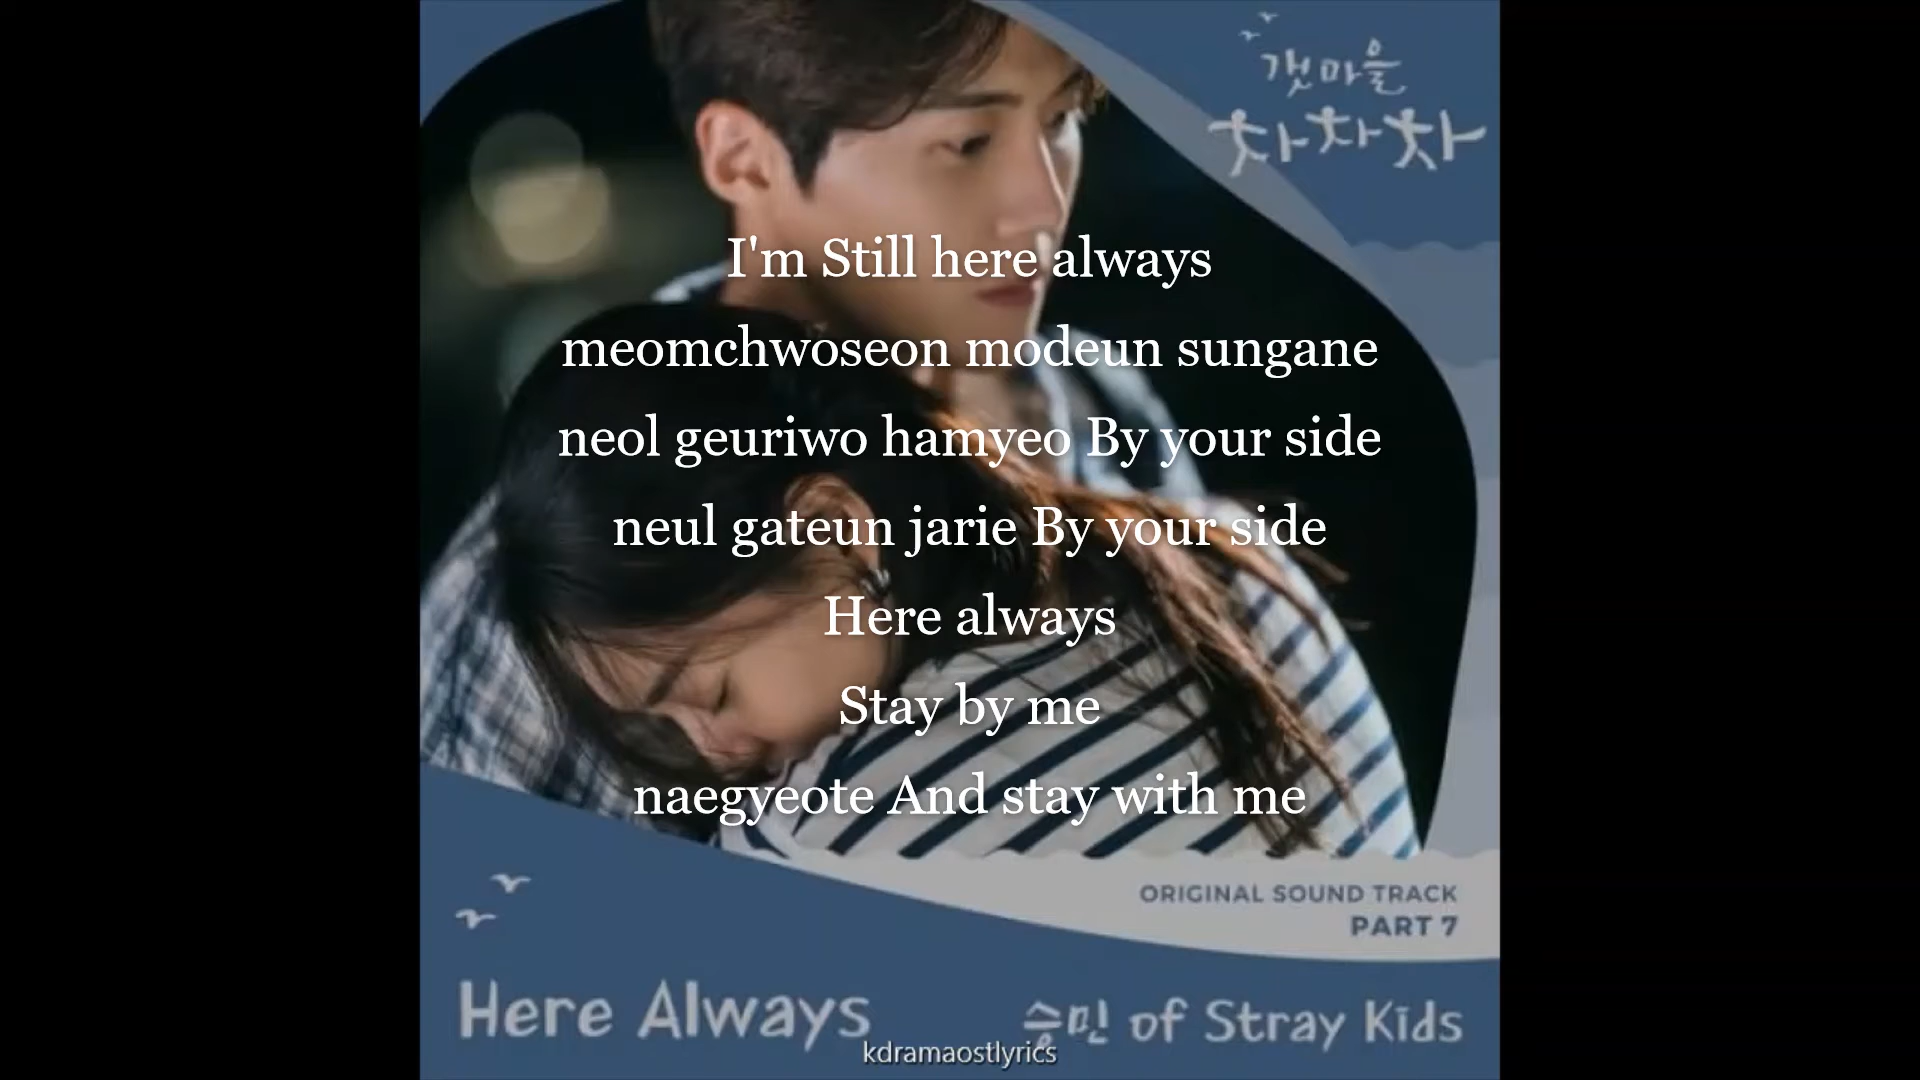 갯마을
차차차
I'm Still here always
meomchwoseon modeun sungane
neol geuriwo hamyeo By your side
neul gateun jarie By your side
Here always
Stay by me
naegyeote And stay with me
ORIGINAL SOUND TRACK
PART 7
Here Always 승민 of Stray Kids
kdramaostlyrics